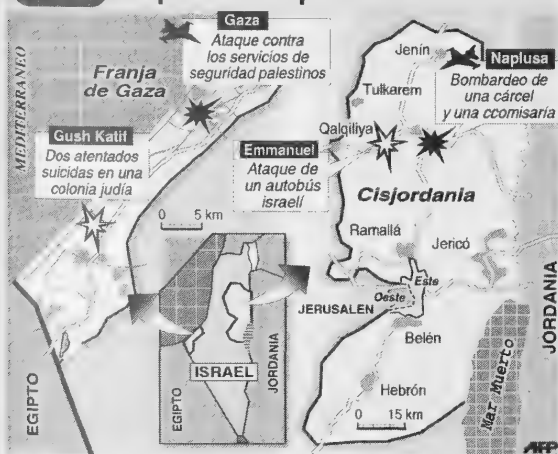 Gaza
Ataque contra
los servicios de
seguridad palestinos
MEDITERRANEO
Franja
de Gaza
Gush Katif
Dos atentados
suicidas en una
colonia judía
0 5 km
EGIPTO
ISRAEL
EGIPTO
JORDANIA
Jenín
Naplusa
Bombardeo de
una cárcel
y una ccomisaría
Tulkarem
Qalqiliya
Emmanuel
Ataque de
un autobús
israelí
Cisjordania
Ramallá
Jericó
Este
Oeste
JERUSALEN
Belén
Hebrón
0 15 km
Mar Muerto
JORDANIA
AFP